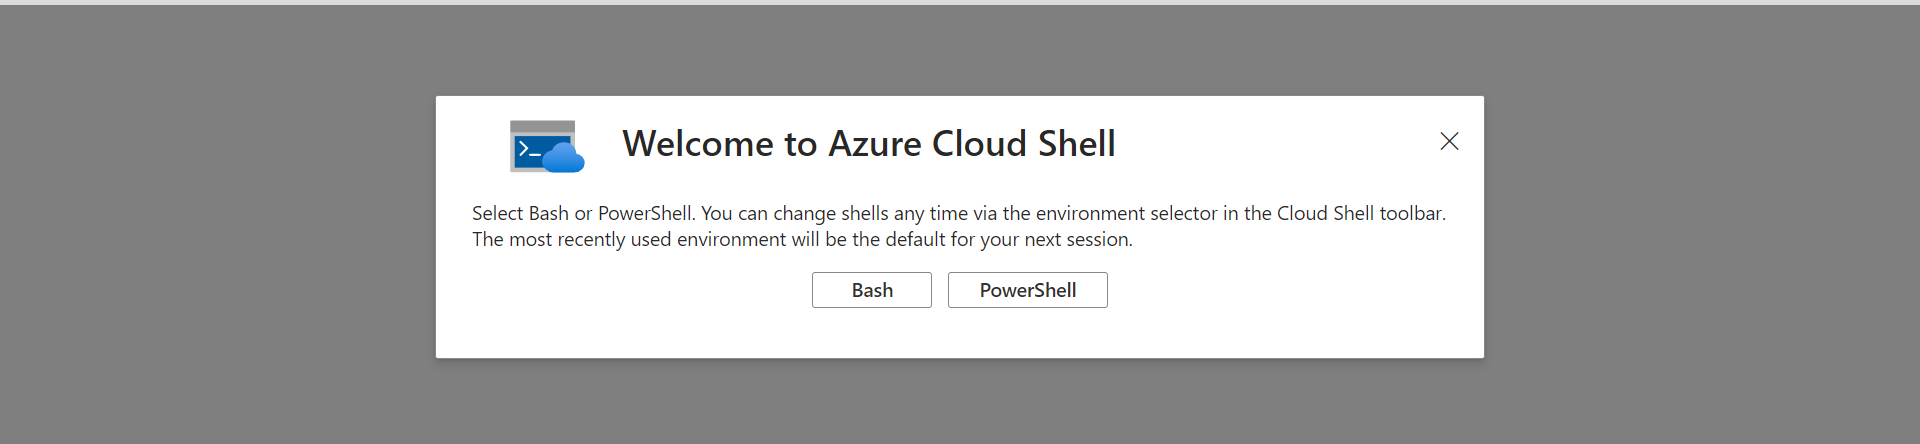 Welcome to Azure Cloud Shell
Select Bash or PowerShell. You can change shells any time via the environment selector in the Cloud Shell toolbar.
The most recently used environment will be the default for your next session.
Bash
PowerShell